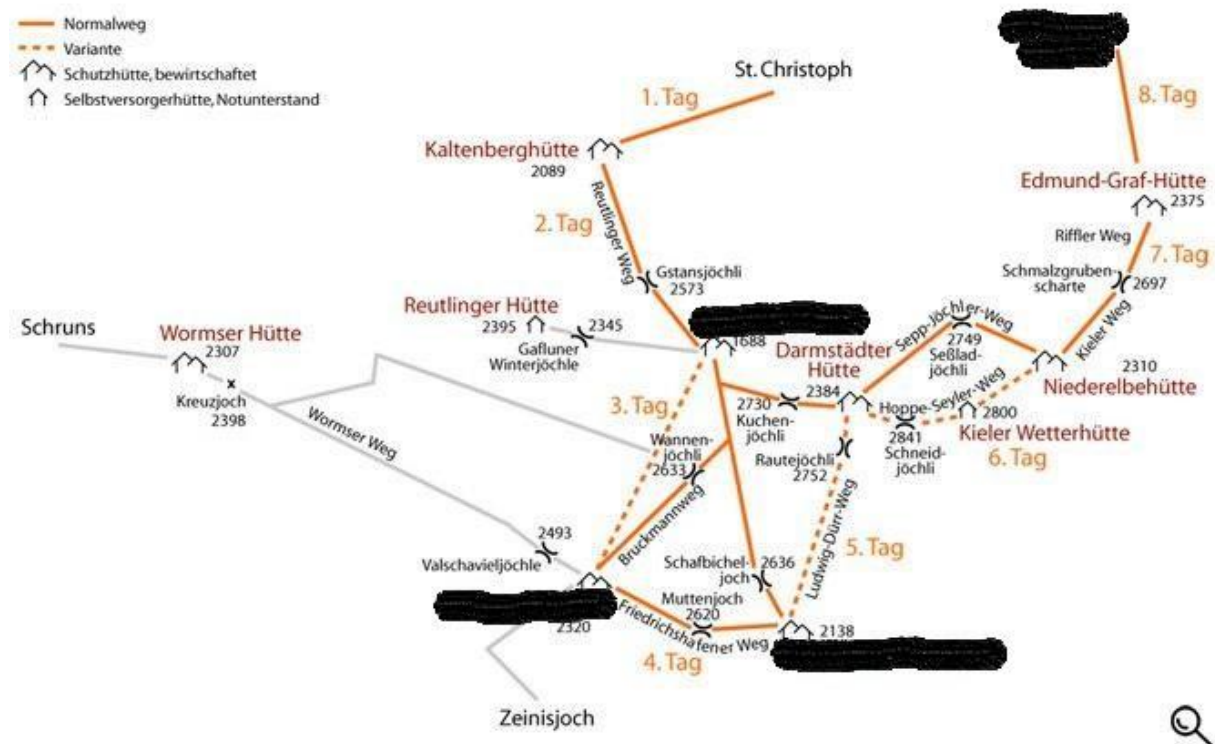 Normalweg
Variante
Schutzhütte, bewirtschaftet
Selbstversorgerhütte, Notunterstand
St. Christoph
1. Tag
8. Tag
Kaltenberghütte
2089
Edmund-Graf-Hütte
2375
Reutlinger Weg
2. Tag
Riffler Weg
7. Tag
Gstansjöchli
2573
Schmalzgruben-
scharte
2697
Kieler Weg
Reutlinger Hütte
2395
2345
Gafluner
Winterjöchle
1688
Schruns
Wormser Hütte
2307
Kreuzjoch
2398
Wormser Weg
Darmstädter
Hütte
2384
Sepp-Jöchler-Weg
2749
Seßlad-
jöchli
2310
Niederelbehütte
3. Tag
2730
Kuchen-
jöchli
Hoppe-Seyler-Weg
2800
Kieler Wetterhütte
2841
Schneid-
jöchli
6. Tag
Wannen-
jöchli
2633
Rautejöchli
2752
Bruckmannweg
Ludwig-Dürr-Weg
5. Tag
2493
Valschavieljöchle
Schafbichel-
joch
2636
Muttenjoch
2620
2320
Friedrichshafener Weg
2138
4. Tag
Zeinisjoch